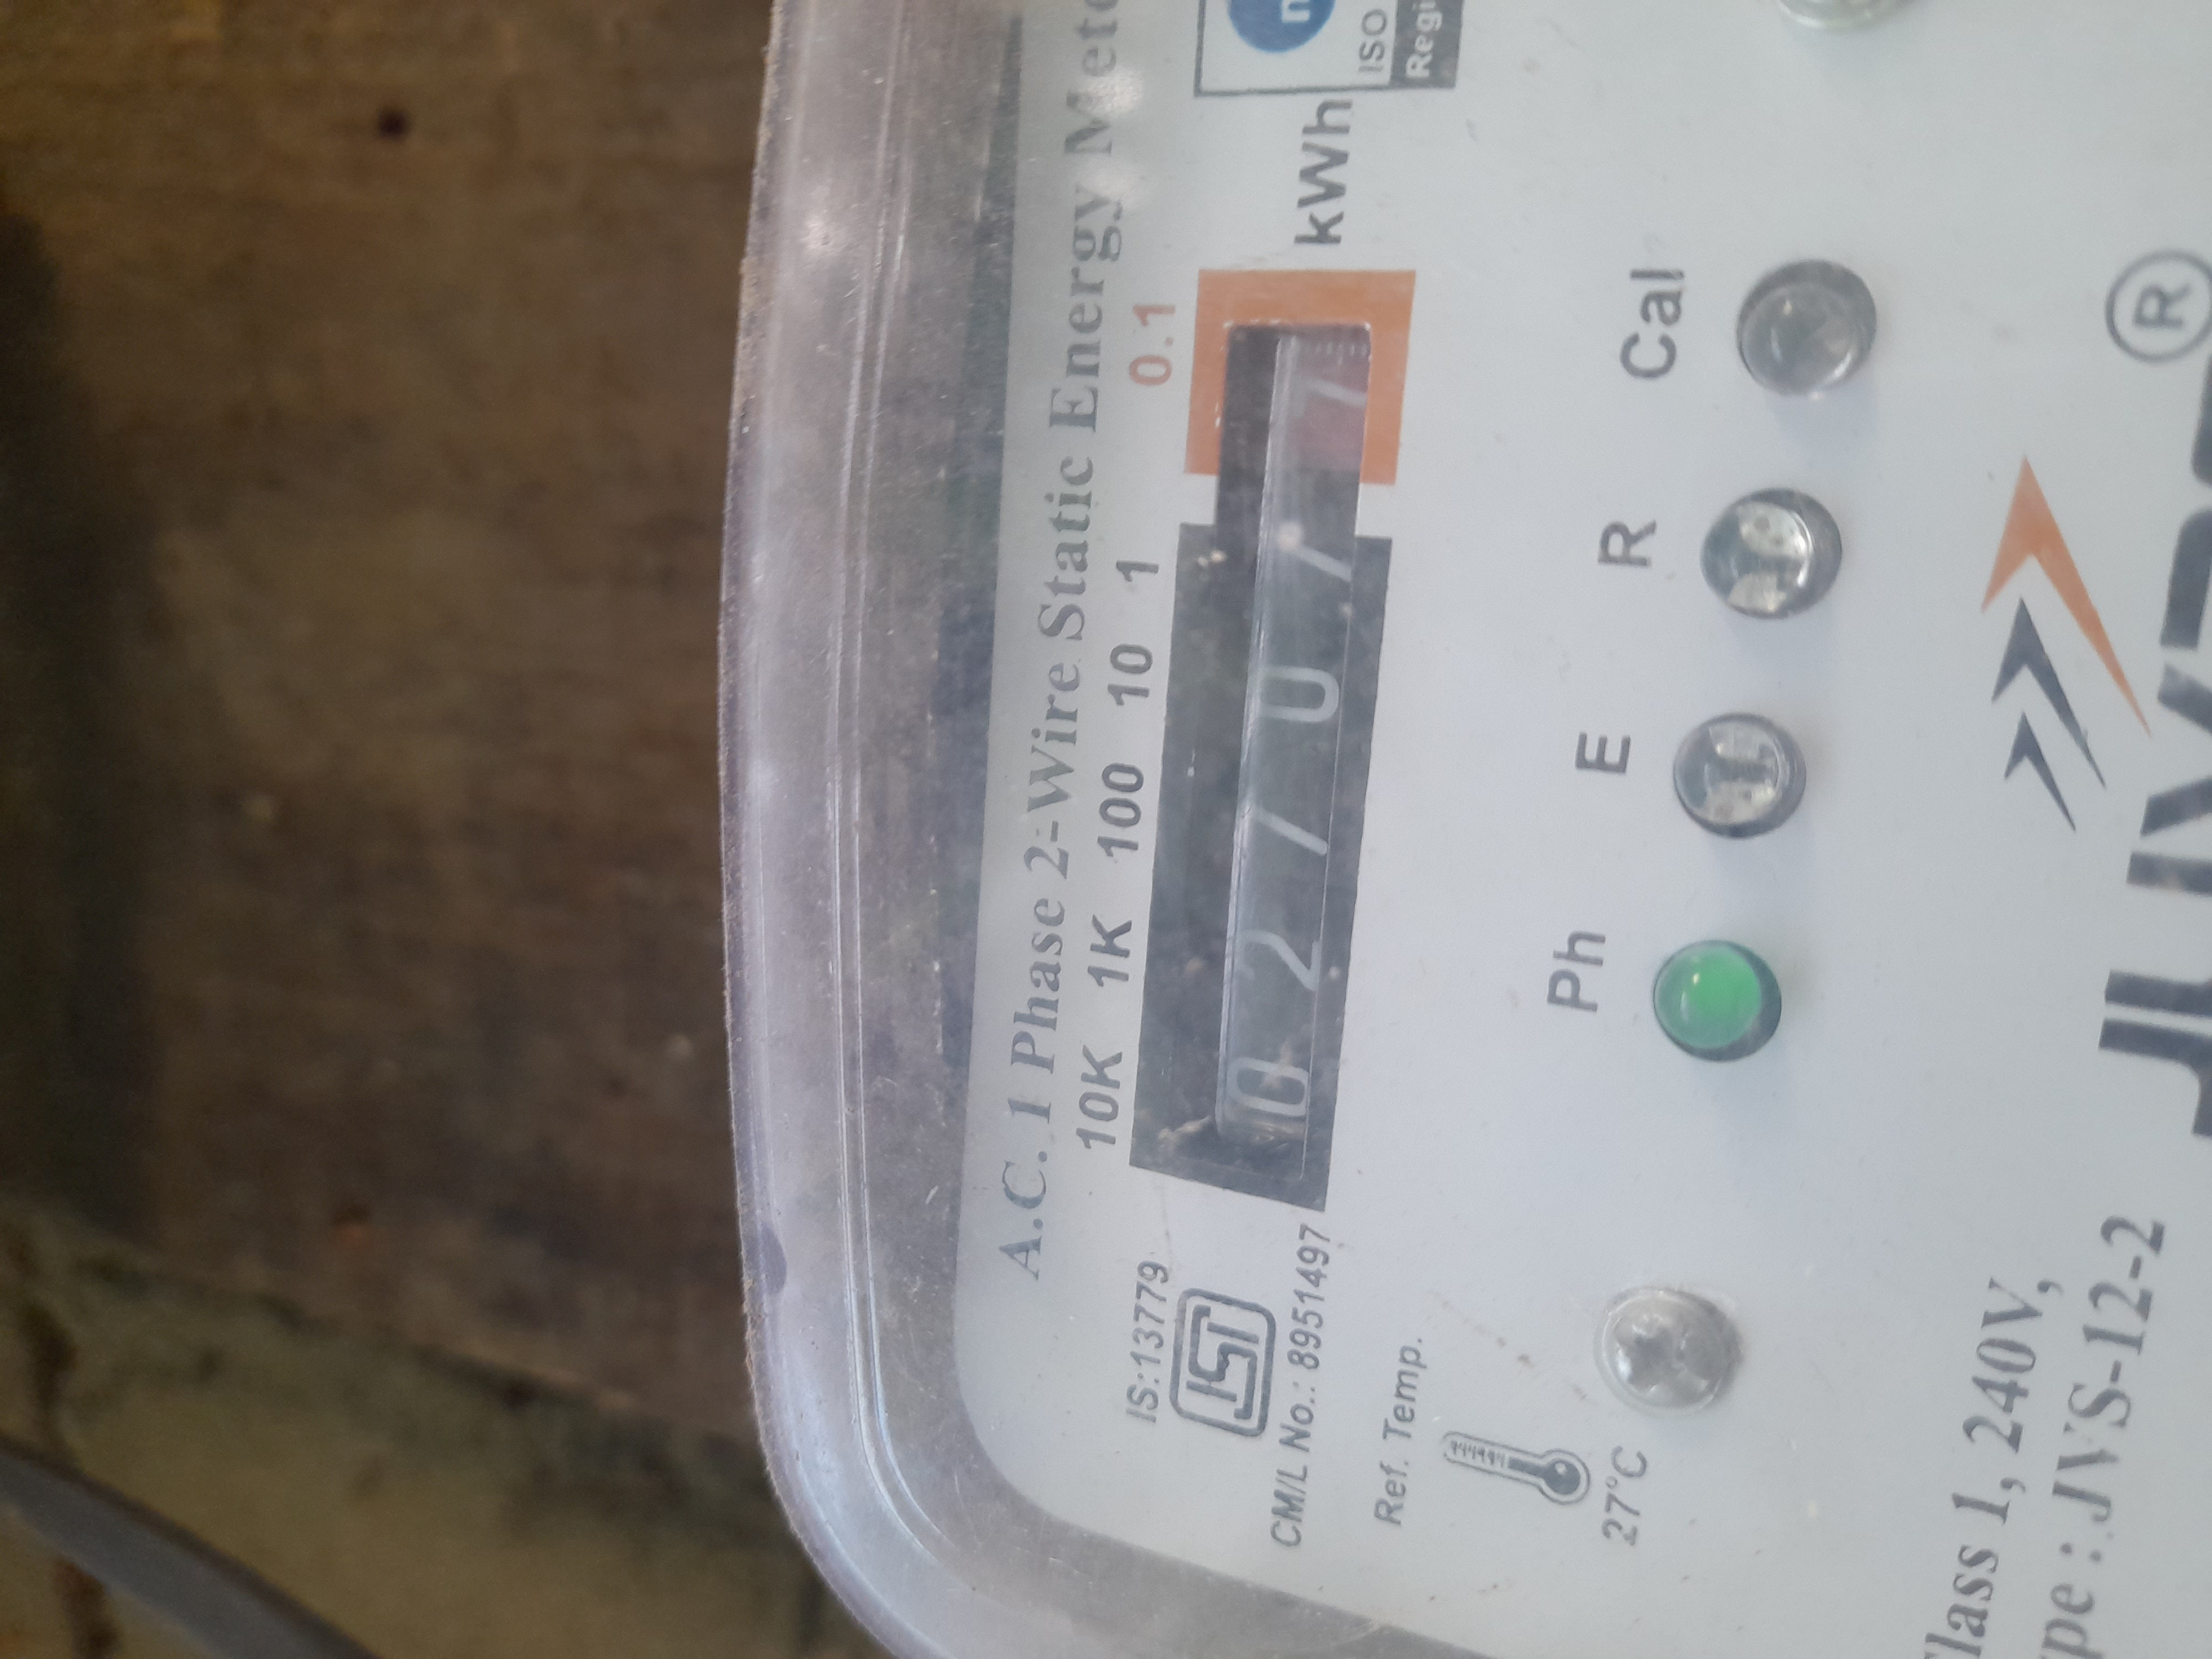 A.C. 1 Phase 2-Wire Static Energy
10K 1K 100 10 1 0.1
0 2 7 0 7 7
kWh
ISO
IS:13779
CM/L No.: 8951497
Ref. Temp.
27°C
Ph E R Cal
®
1, 240V,
JVS-12-2